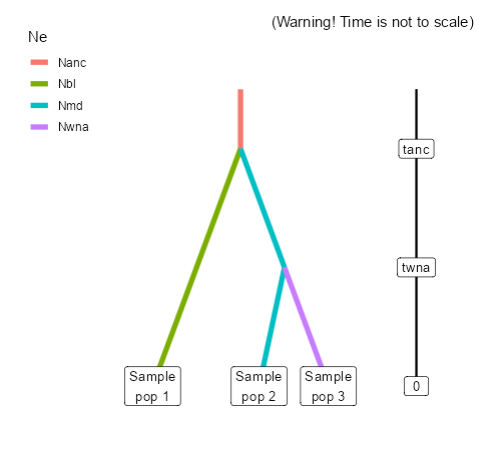 (Warning! Time is not to scale)
Ne
Nanc
Nbl
Nmd
Nwna
tanc
twna
0
Sample
pop 1
Sample
pop 2
Sample
pop 3